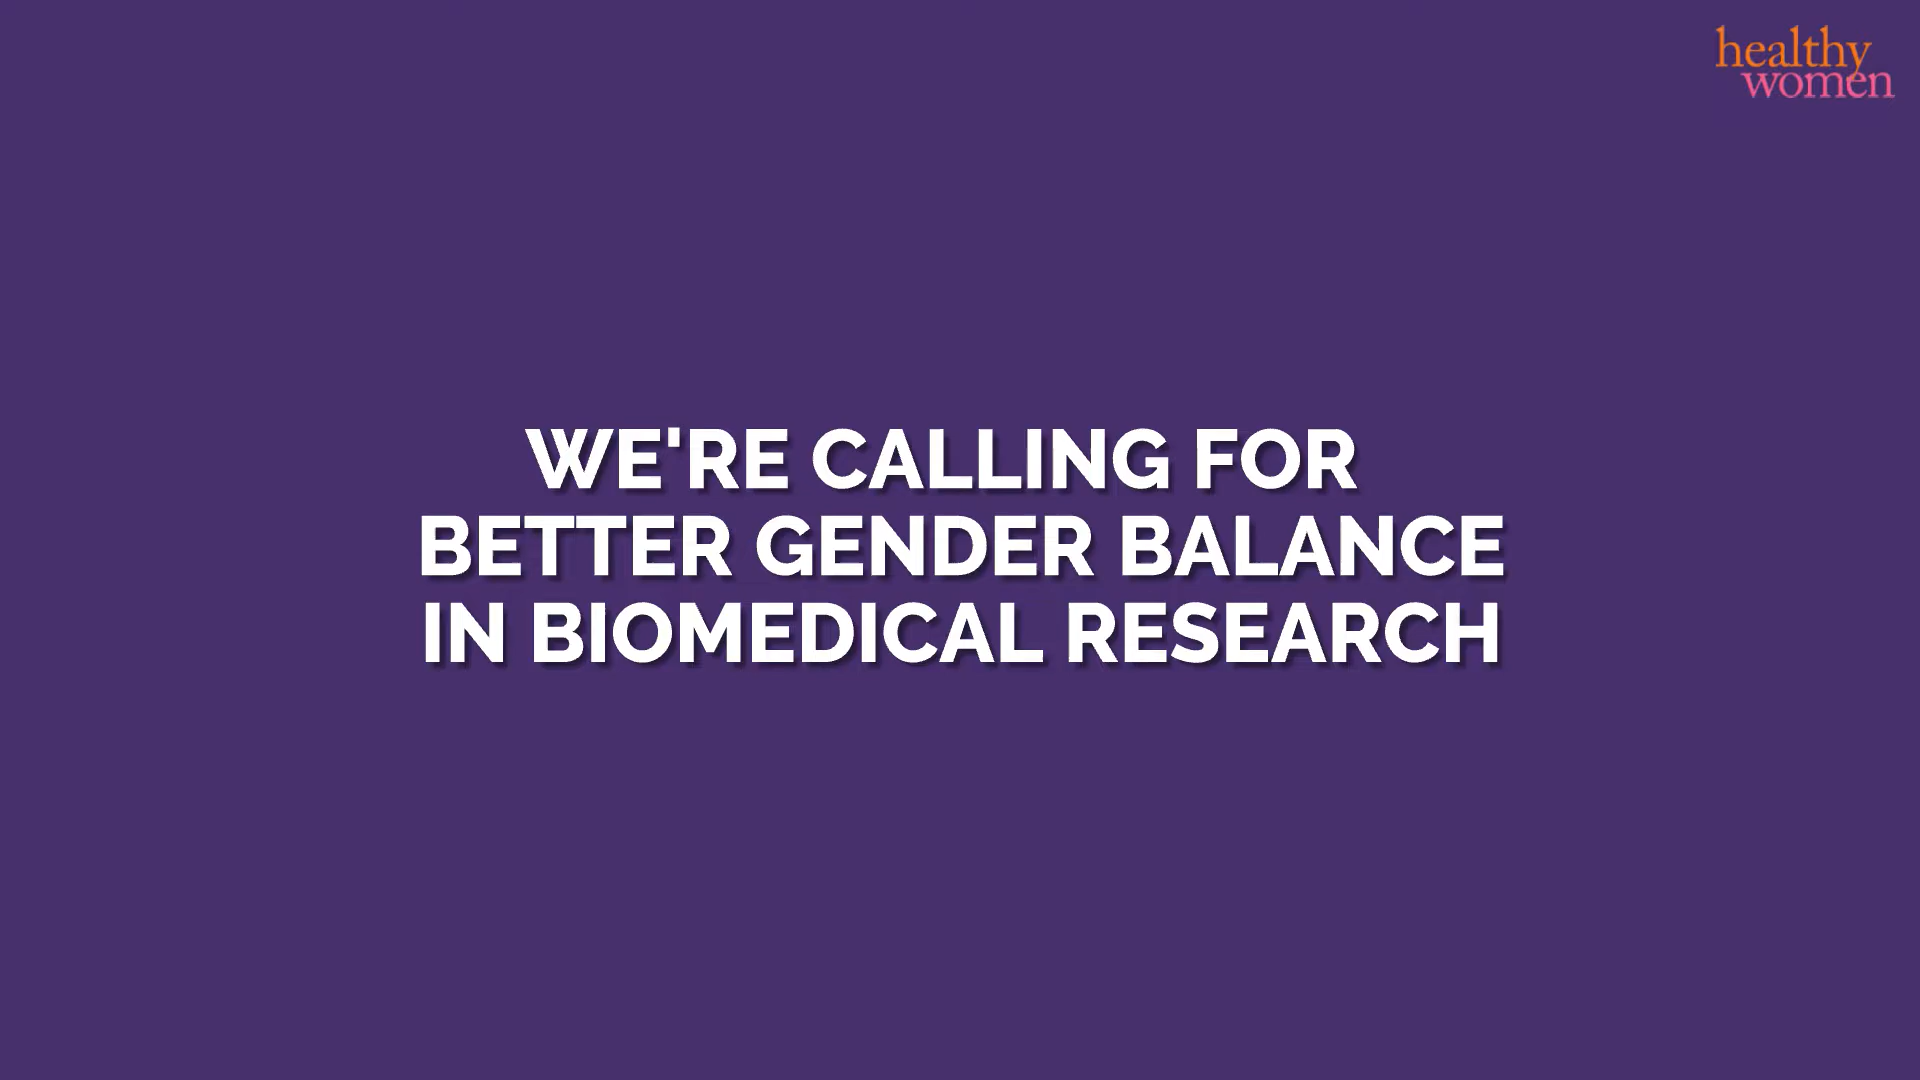 healthy
women
WE'RE CALLING FOR
BETTER GENDER BALANCE
IN BIOMEDICAL RESEARCH